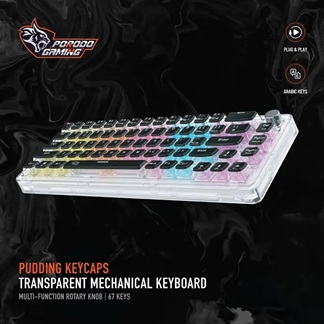 PORODO
GAMING
PLUG & PLAY
ARABIC KEYS
PUDDING KEYCAPS
TRANSPARENT MECHANICAL KEYBOARD
MULTI-FUNCTION ROTARY KNOB | 67 KEYS